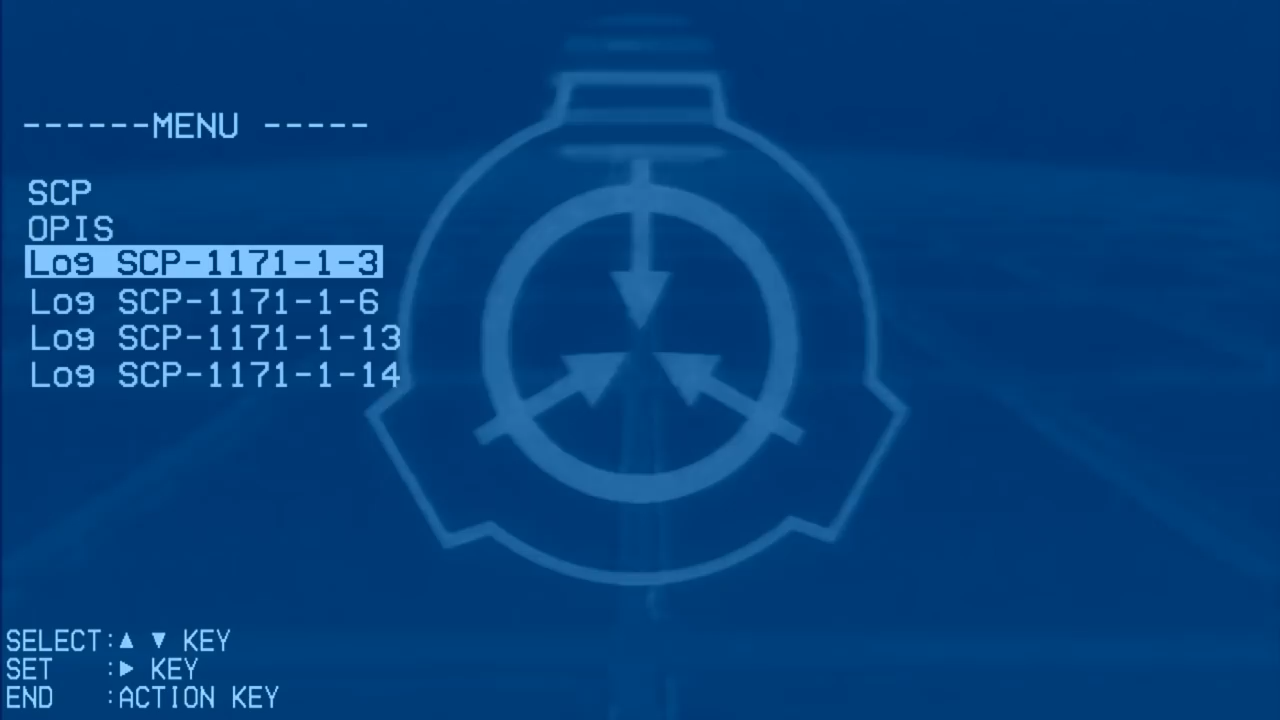 ------MENU -----
SCP
OPIS
Log SCP-1171-1-3
Log SCP-1171-1-6
Log SCP-1171-1-13
Log SCP-1171-1-14
SELECT:▲ ▼ KEY
SET :► KEY
END :ACTION KEY